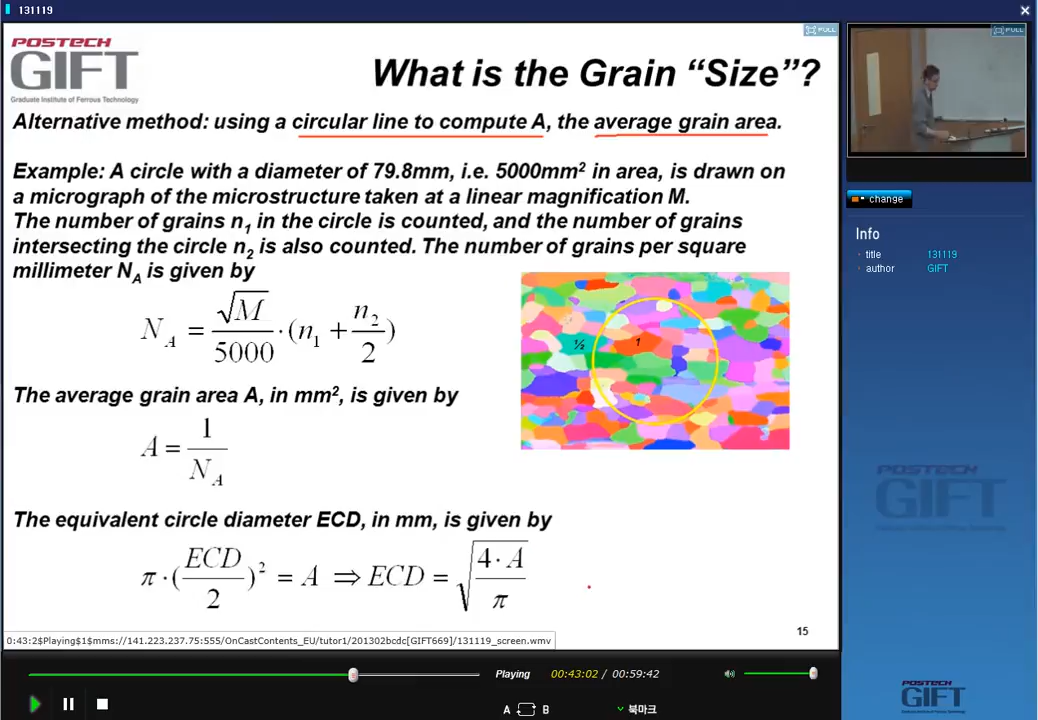 131119
FULL
POSTECH
GIFT
Graduate Institute of Ferrous Technology
What is the Grain “Size”?
Alternative method: using a circular line to compute A, the average grain area.
Example: A circle with a diameter of 79.8mm, i.e. 5000mm² in area, is drawn on
a micrograph of the microstructure taken at a linear magnification M.
The number of grains n₁ in the circle is counted, and the number of grains
intersecting the circle n₂ is also counted. The number of grains per square
millimeter N_A is given by
N_A = √M / 5000 · (n₁ + n₂ / 2)
½ 1
The average grain area A, in mm², is given by
A = 1 / N_A
The equivalent circle diameter ECD, in mm, is given by
π · (ECD / 2)² = A ⇒ ECD = √(4 · A / π)
15
0:43:2$Playing$1$mms://141.223.237.75:555/OnCastContents_EU/tutor1/201302bcdc[GIFT669]/131119_screen.wmv
Playing 00:43:02 / 00:59:42
A B 북마크
FULL
change
Info
title 131119
author GIFT
POSTECH
GIFT
POSTECH
GIFT